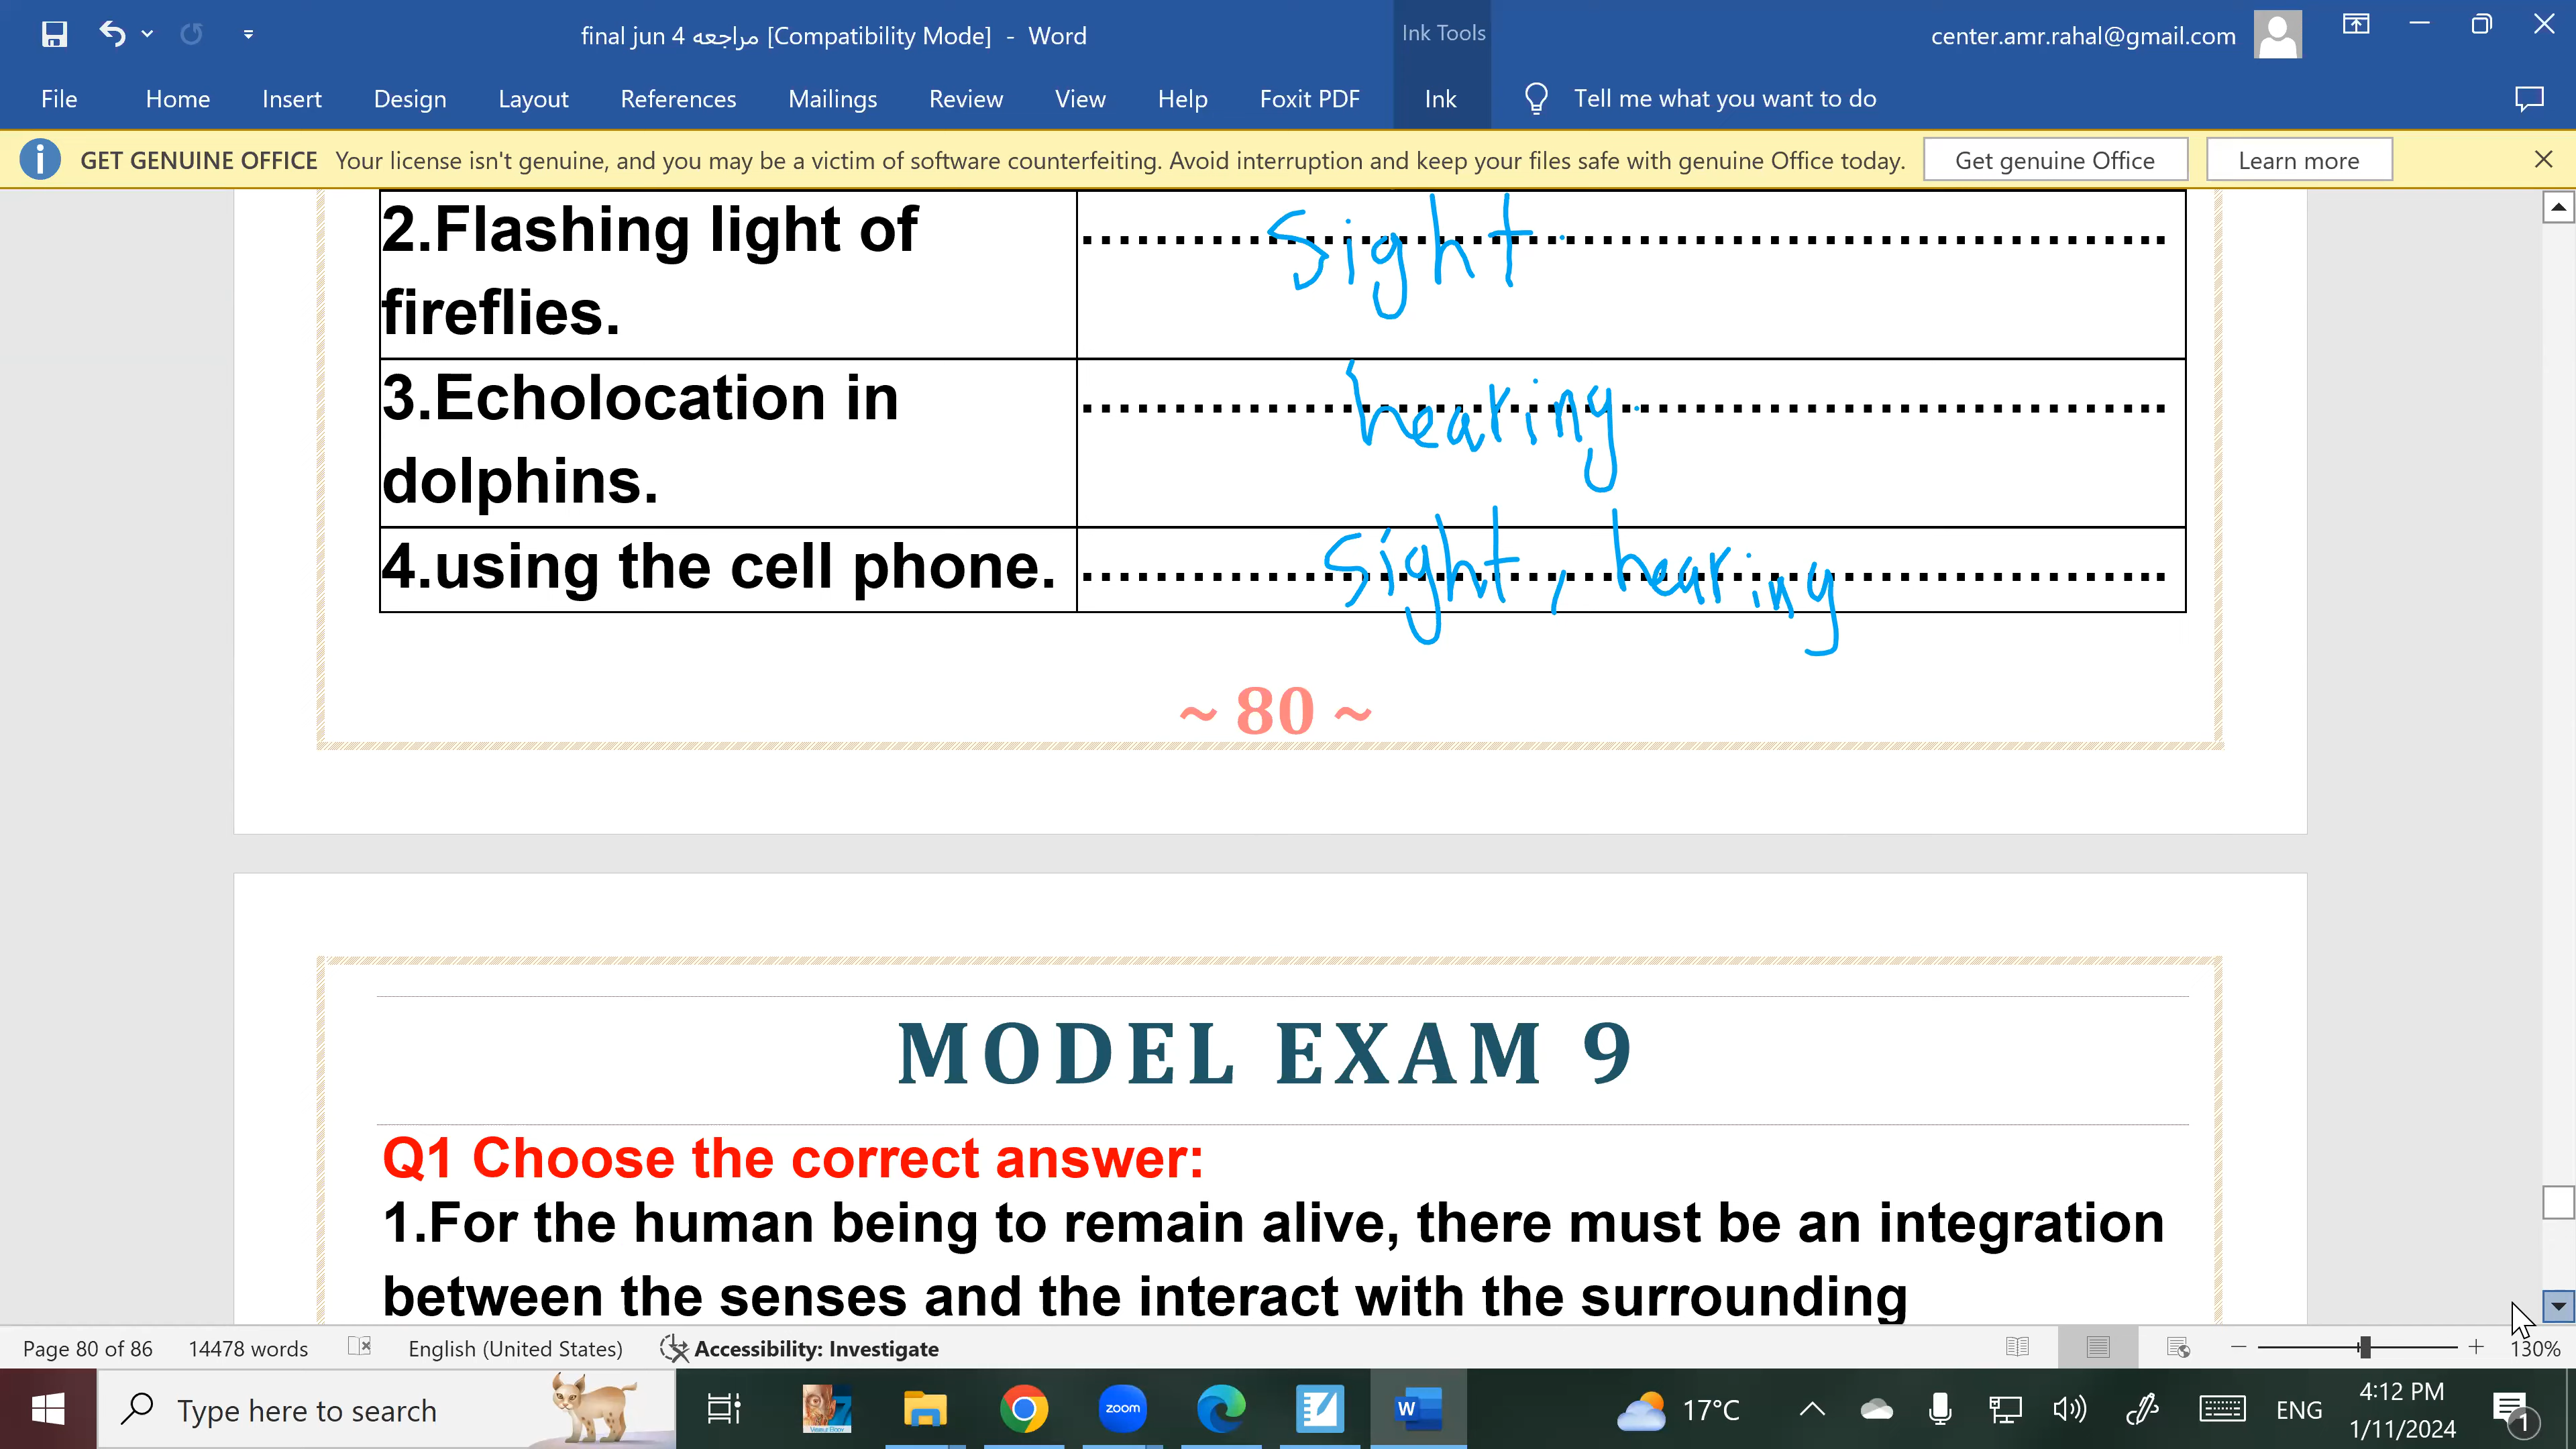 final jun 4 مراجعه [Compatibility Mode] - Word
Ink Tools
center.amr.rahal@gmail.com
File Home Insert Design Layout References Mailings Review View Help Foxit PDF Ink Tell me what you want to do
GET GENUINE OFFICE Your license isn't genuine, and you may be a victim of software counterfeiting. Avoid interruption and keep your files safe with genuine Office today. Get genuine Office Learn more
2.Flashing light of
fireflies.
sight
3.Echolocation in
dolphins.
hearing
4.using the cell phone.
sight, hearing
~ 80 ~
MODEL EXAM 9
Q1 Choose the correct answer:
1.For the human being to remain alive, there must be an integration
between the senses and the interact with the surrounding
Page 80 of 86 14478 words English (United States) Accessibility: Investigate 130%
Type here to search
zoom
W
17°C
ENG
4:12 PM
1/11/2024
1